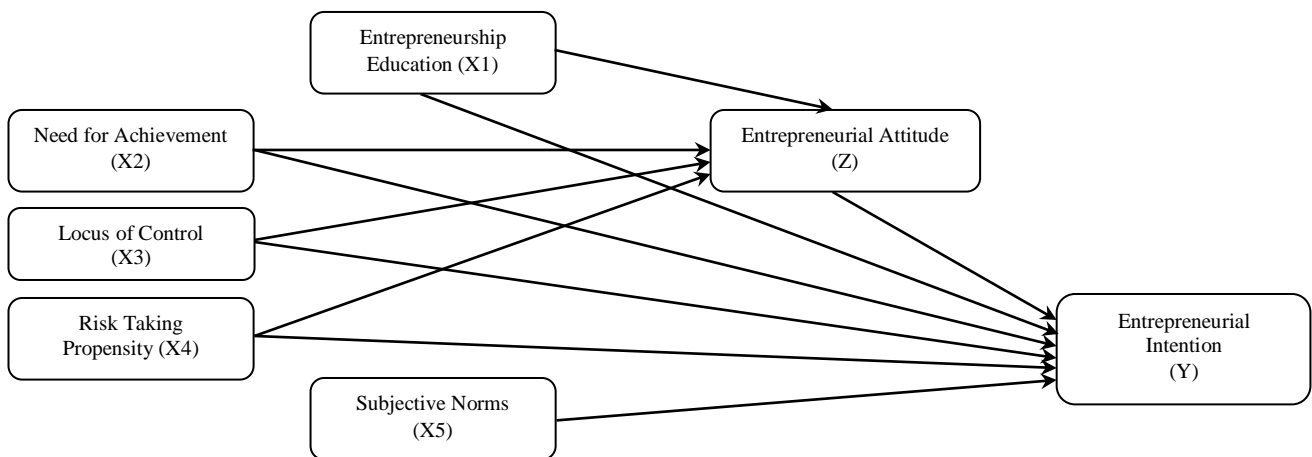 Entrepreneurship
Education (X1)
Need for Achievement
(X2)
Entrepreneurial Attitude
(Z)
Locus of Control
(X3)
Risk Taking
Propensity (X4)
Entrepreneurial
Intention
(Y)
Subjective Norms
(X5)